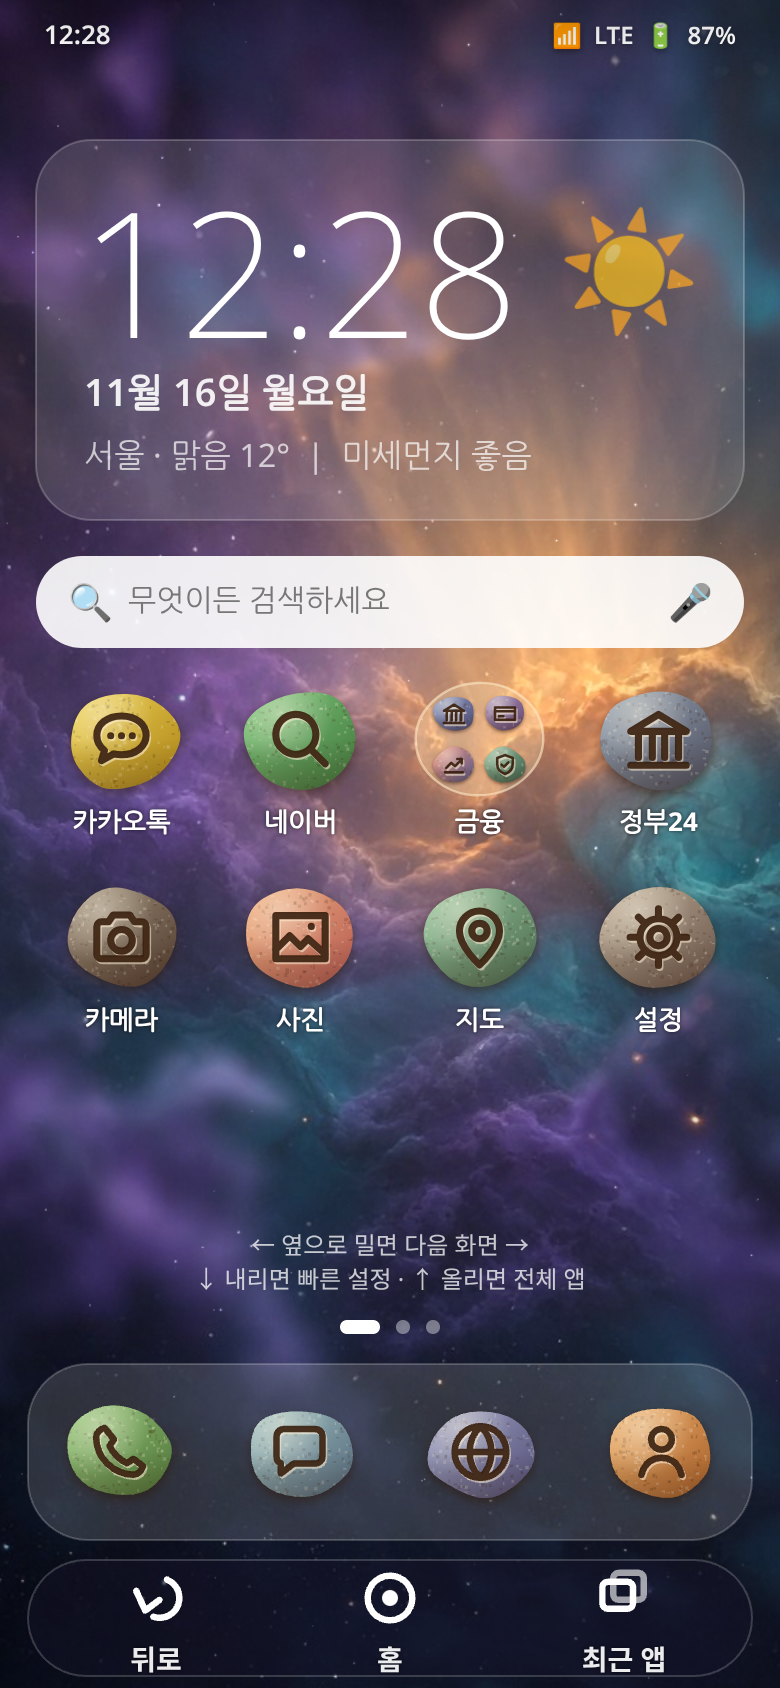 12:28
LTE 87%
12:28
11월 16일 월요일
서울 · 맑음 12° | 미세먼지 좋음
무엇이든 검색하세요
카카오톡 네이버 금융 정부24
카메라 사진 지도 설정
← 옆으로 밀면 다음 화면 →
↓ 내리면 빠른 설정 · ↑ 올리면 전체 앱
뒤로 홈 최근 앱